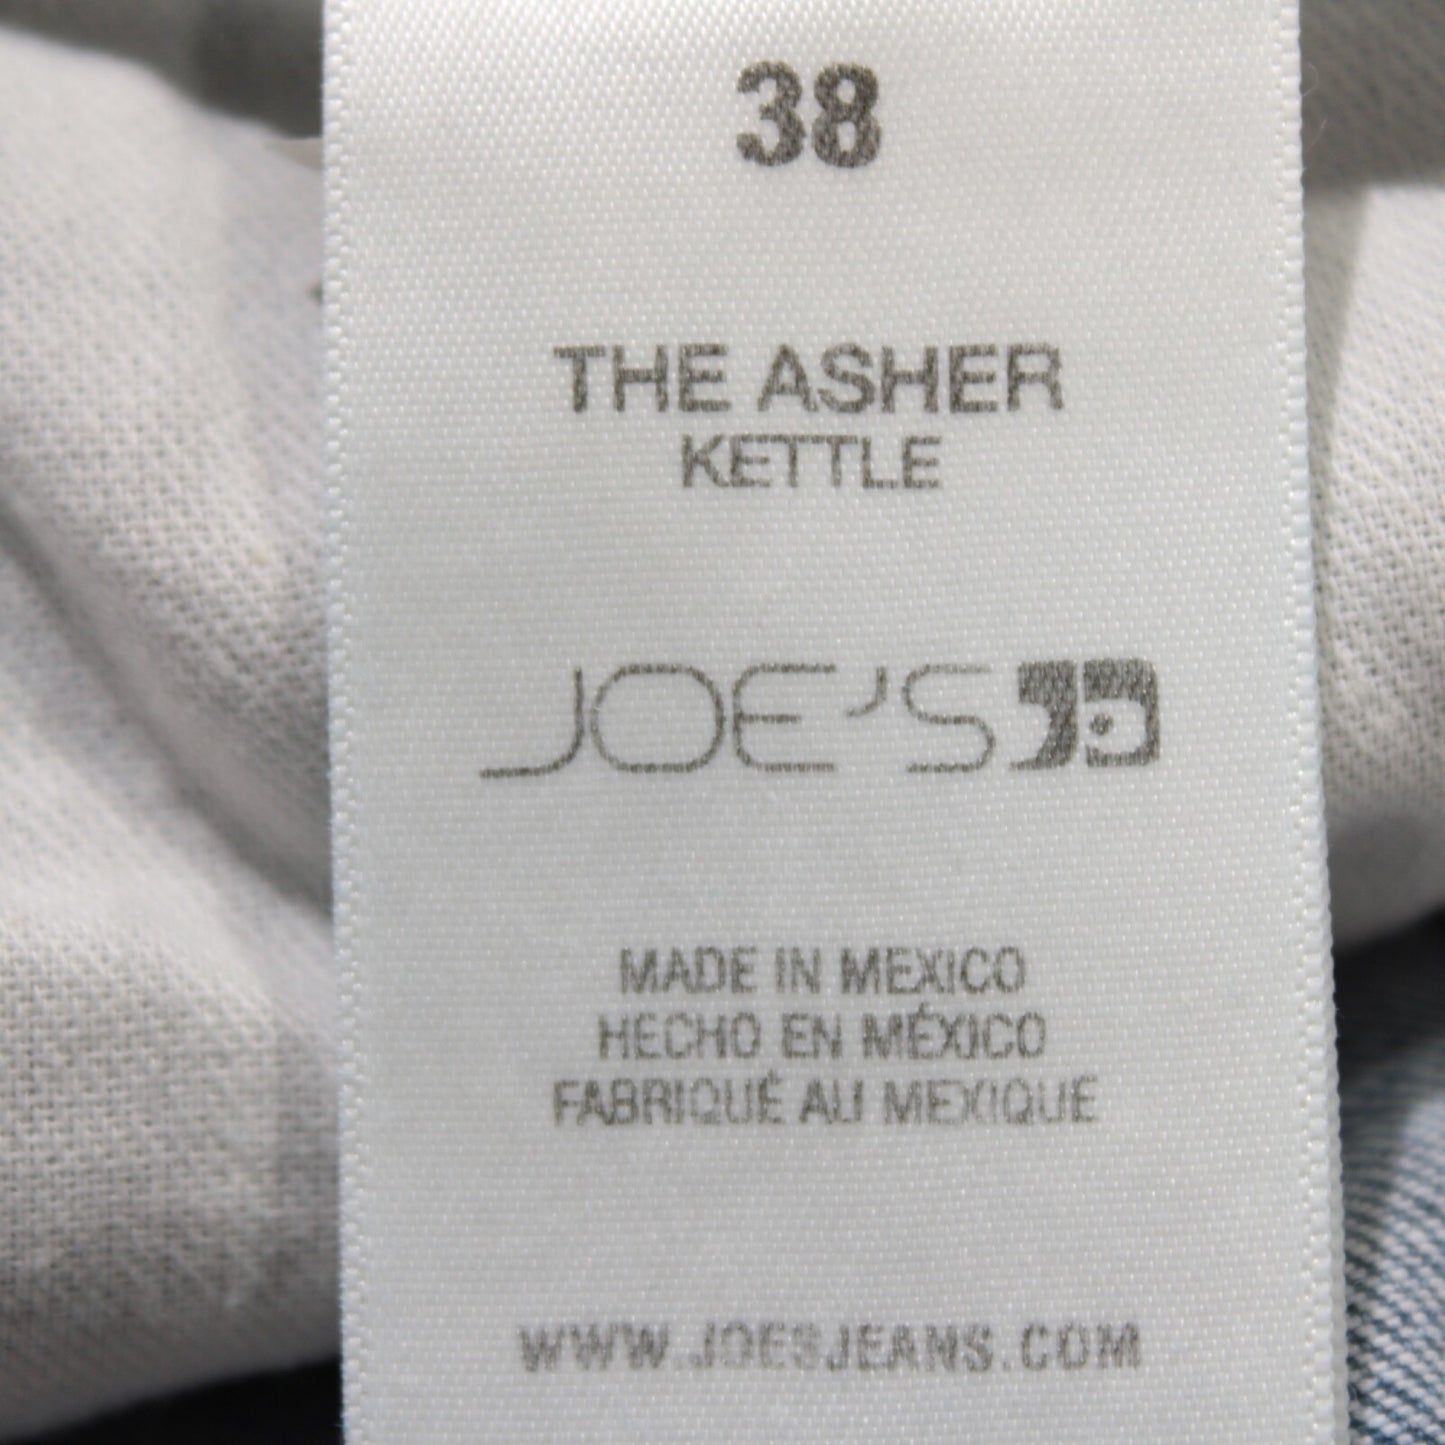 38
THE ASHER
KETTLE
JOE'S
MADE IN MEXICO
HECHO EN MÉXICO
FABRIQUÉ AU MEXIQUE
WWW.JOESJEANS.COM